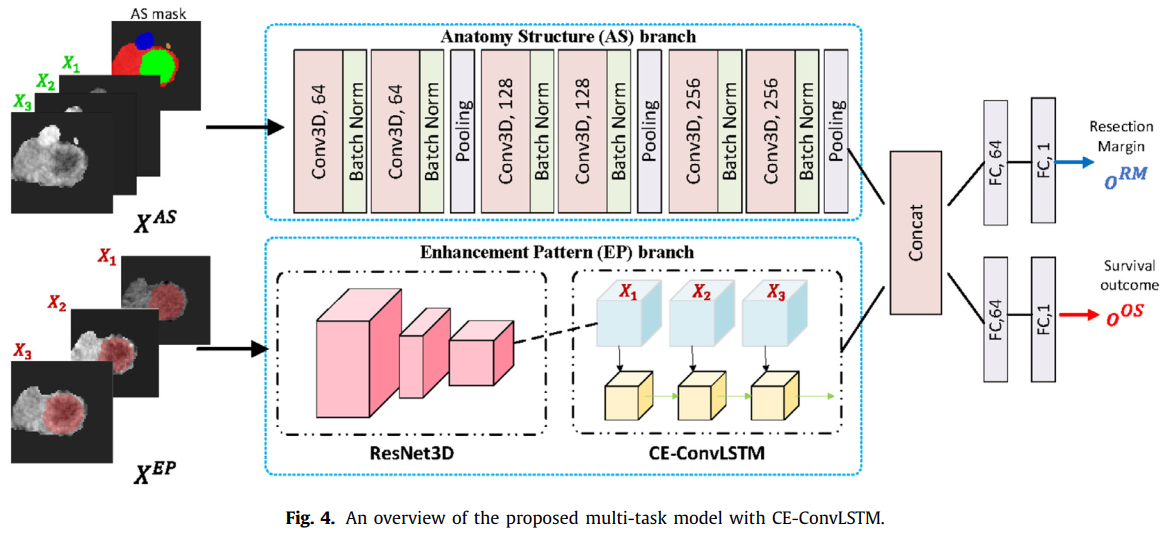 AS mask
X1
X2
X3
X^AS
Anatomy Structure (AS) branch
Conv3D, 64
Batch Norm
Conv3D, 64
Batch Norm
Pooling
Conv3D, 128
Batch Norm
Conv3D, 128
Batch Norm
Pooling
Conv3D, 256
Batch Norm
Conv3D, 256
Batch Norm
Pooling
X1
X2
X3
X^EP
Enhancement Pattern (EP) branch
ResNet3D
X1
X2
X3
CE-ConvLSTM
Concat
FC, 64
FC, 1
Resection
Margin
O^RM
FC,64
FC,1
Survival
outcome
O^OS
Fig. 4. An overview of the proposed multi-task model with CE-ConvLSTM.